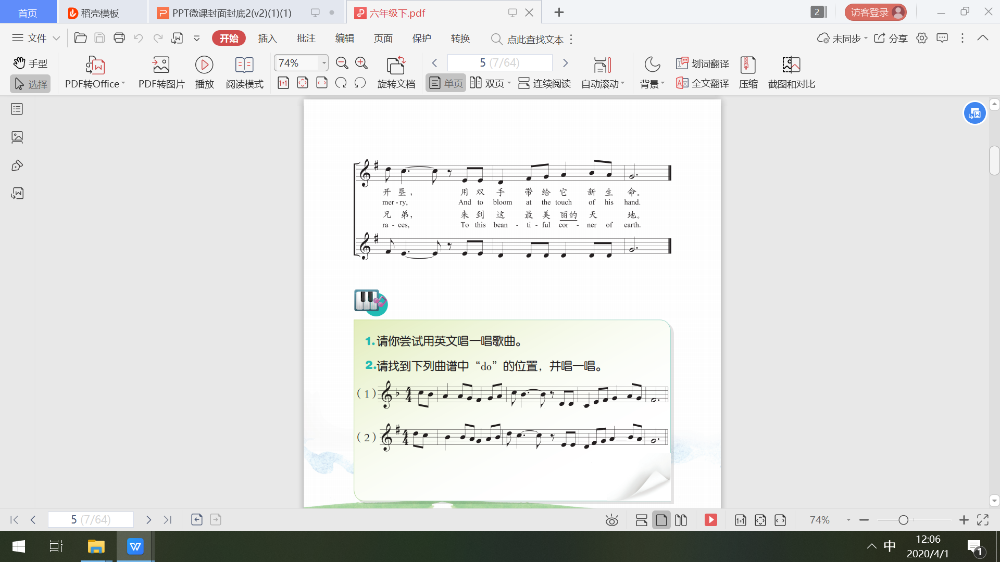 首页 稻壳模板 PPT微课封面封底2(v2)(1)(1) 六年级下.pdf 2 访客登录
文件 开始 插入 批注 编辑 页面 保护 转换 点此查找文本 未同步 分享
手型 74% 5 (7/64) 划词翻译
选择 PDF转Office PDF转图片 播放 阅读模式 1:1 旋转文档 单页 双页 连续阅读 自动滚动 背景 全文翻译 压缩 截图和对比
开 垦， 用 双 手 带 给 它 新 生 命。
mer - ry, And to bloom at the touch of his hand.
兄 弟， 来 到 这 最 美 丽的 天 地。
ra - ces, To this bean - ti - ful cor - ner of earth.
1. 请你尝试用英文唱一唱歌曲。
2. 请找到下列曲谱中“do”的位置，并唱一唱。
（1） 4/4
（2） 4/4
5 (7/64) 1:1 74%
中 12:06
2020/4/1 1